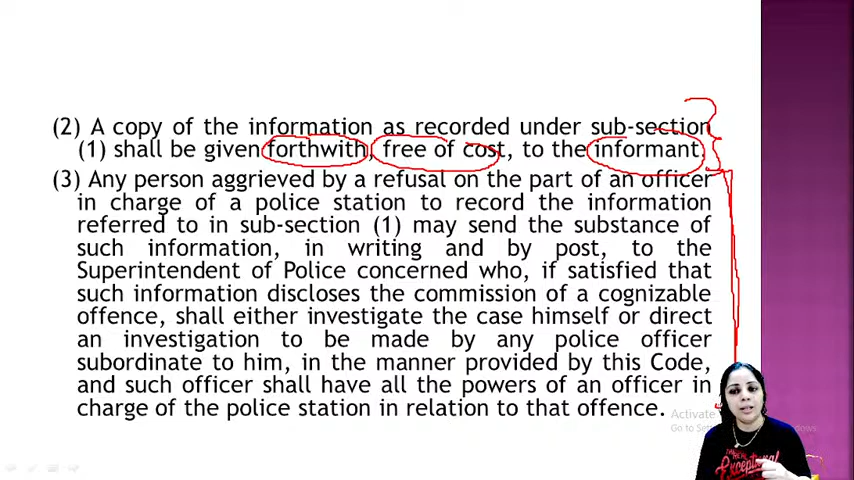 (2) A copy of the information as recorded under sub-section
(1) shall be given forthwith, free of cost, to the informant.
(3) Any person aggrieved by a refusal on the part of an officer
in charge of a police station to record the information
referred to in sub-section (1) may send the substance of
such information, in writing and by post, to the
Superintendent of Police concerned who, if satisfied that
such information discloses the commission of a cognizable
offence, shall either investigate the case himself or direct
an investigation to be made by any police officer
subordinate to him, in the manner provided by this Code,
and such officer shall have all the powers of an officer in
charge of the police station in relation to that offence.
Activate
Go to
Exceptional